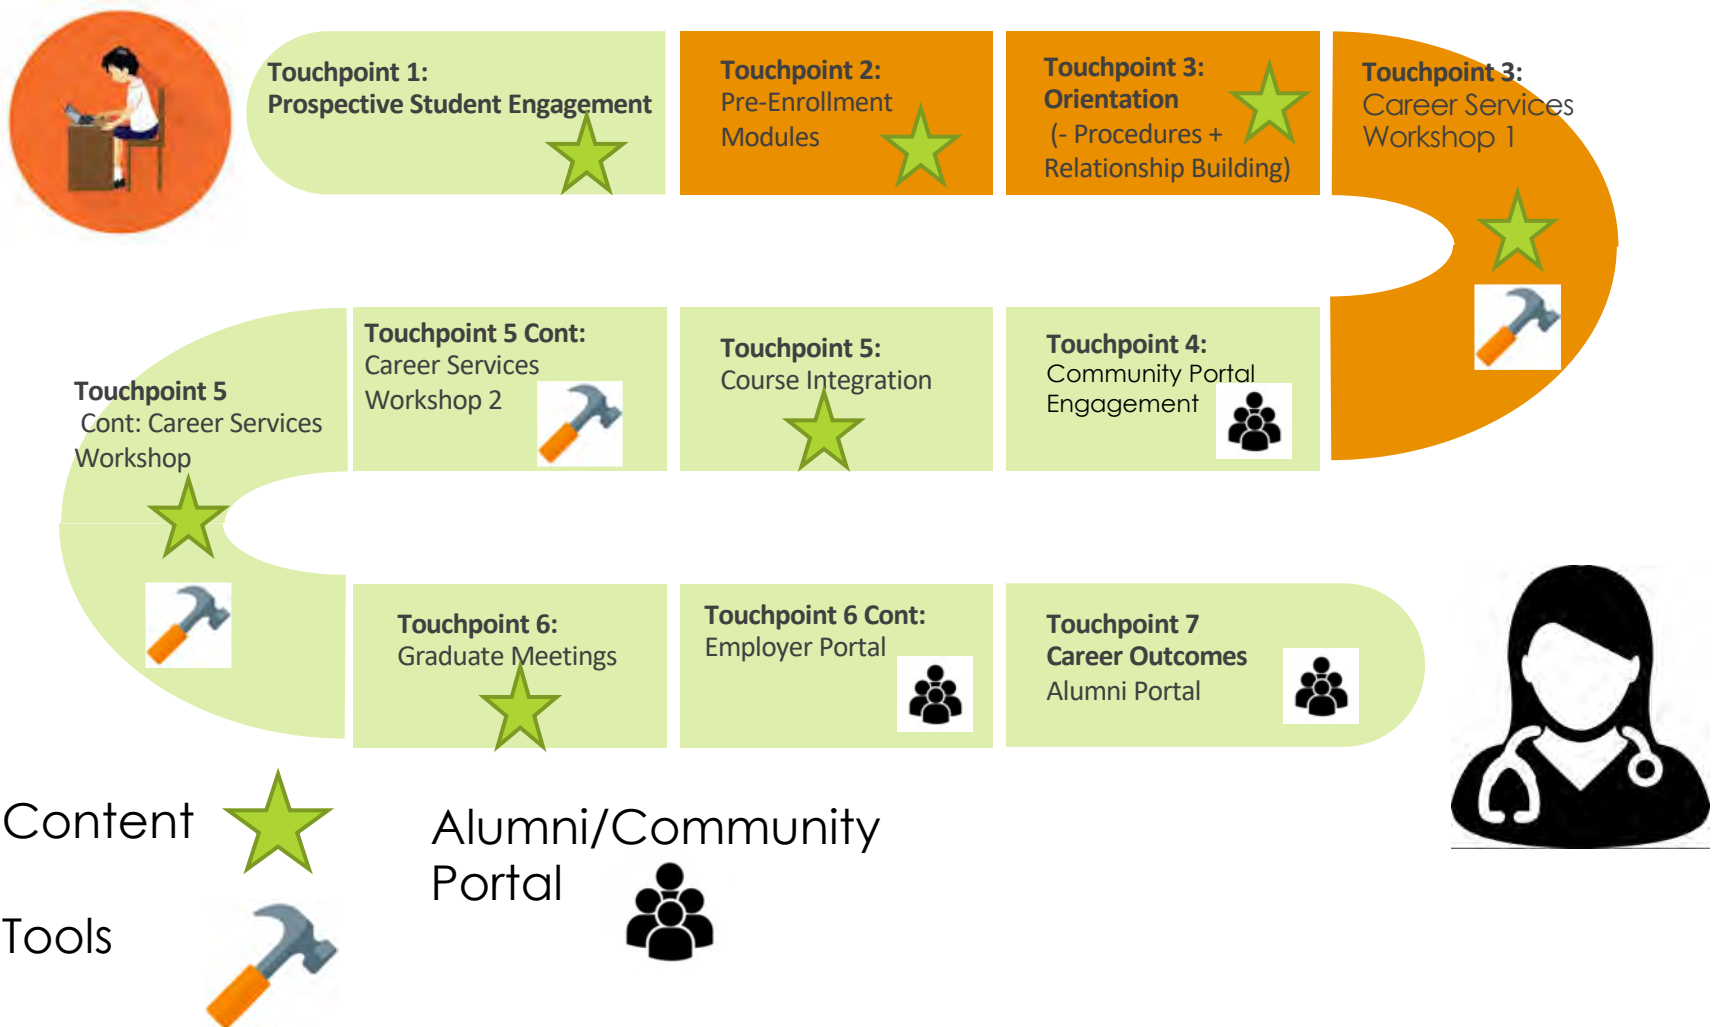 Touchpoint 1:
Prospective Student Engagement
Touchpoint 2:
Pre-Enrollment
Modules
Touchpoint 3:
Orientation
(- Procedures +
Relationship Building)
Touchpoint 3:
Career Services
Workshop 1
Touchpoint 4:
Community Portal
Engagement
Touchpoint 5:
Course Integration
Touchpoint 5 Cont:
Career Services
Workshop 2
Touchpoint 5
Cont: Career Services
Workshop
Touchpoint 6:
Graduate Meetings
Touchpoint 6 Cont:
Employer Portal
Touchpoint 7
Career Outcomes
Alumni Portal
Content
Alumni/Community
Portal
Tools